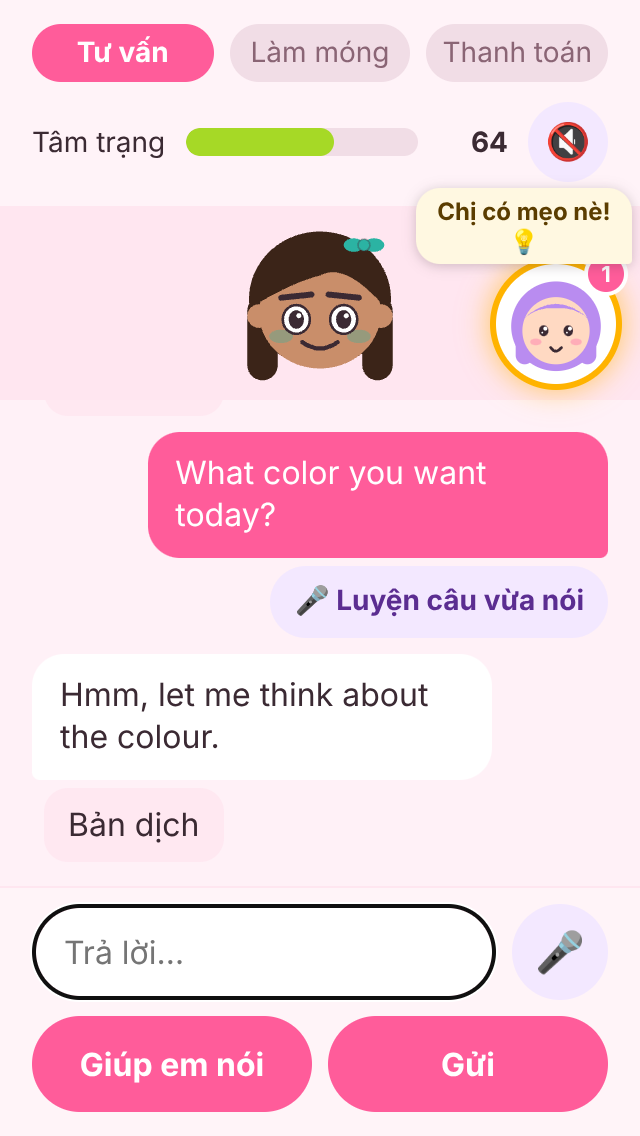 Tư vấn
Làm móng
Thanh toán
Tâm trạng
64
Chị có mẹo nè!
💡
1
What color you want
today?
🎤 Luyện câu vừa nói
Hmm, let me think about
the colour.
Bản dịch
Trả lời...
Giúp em nói
Gửi